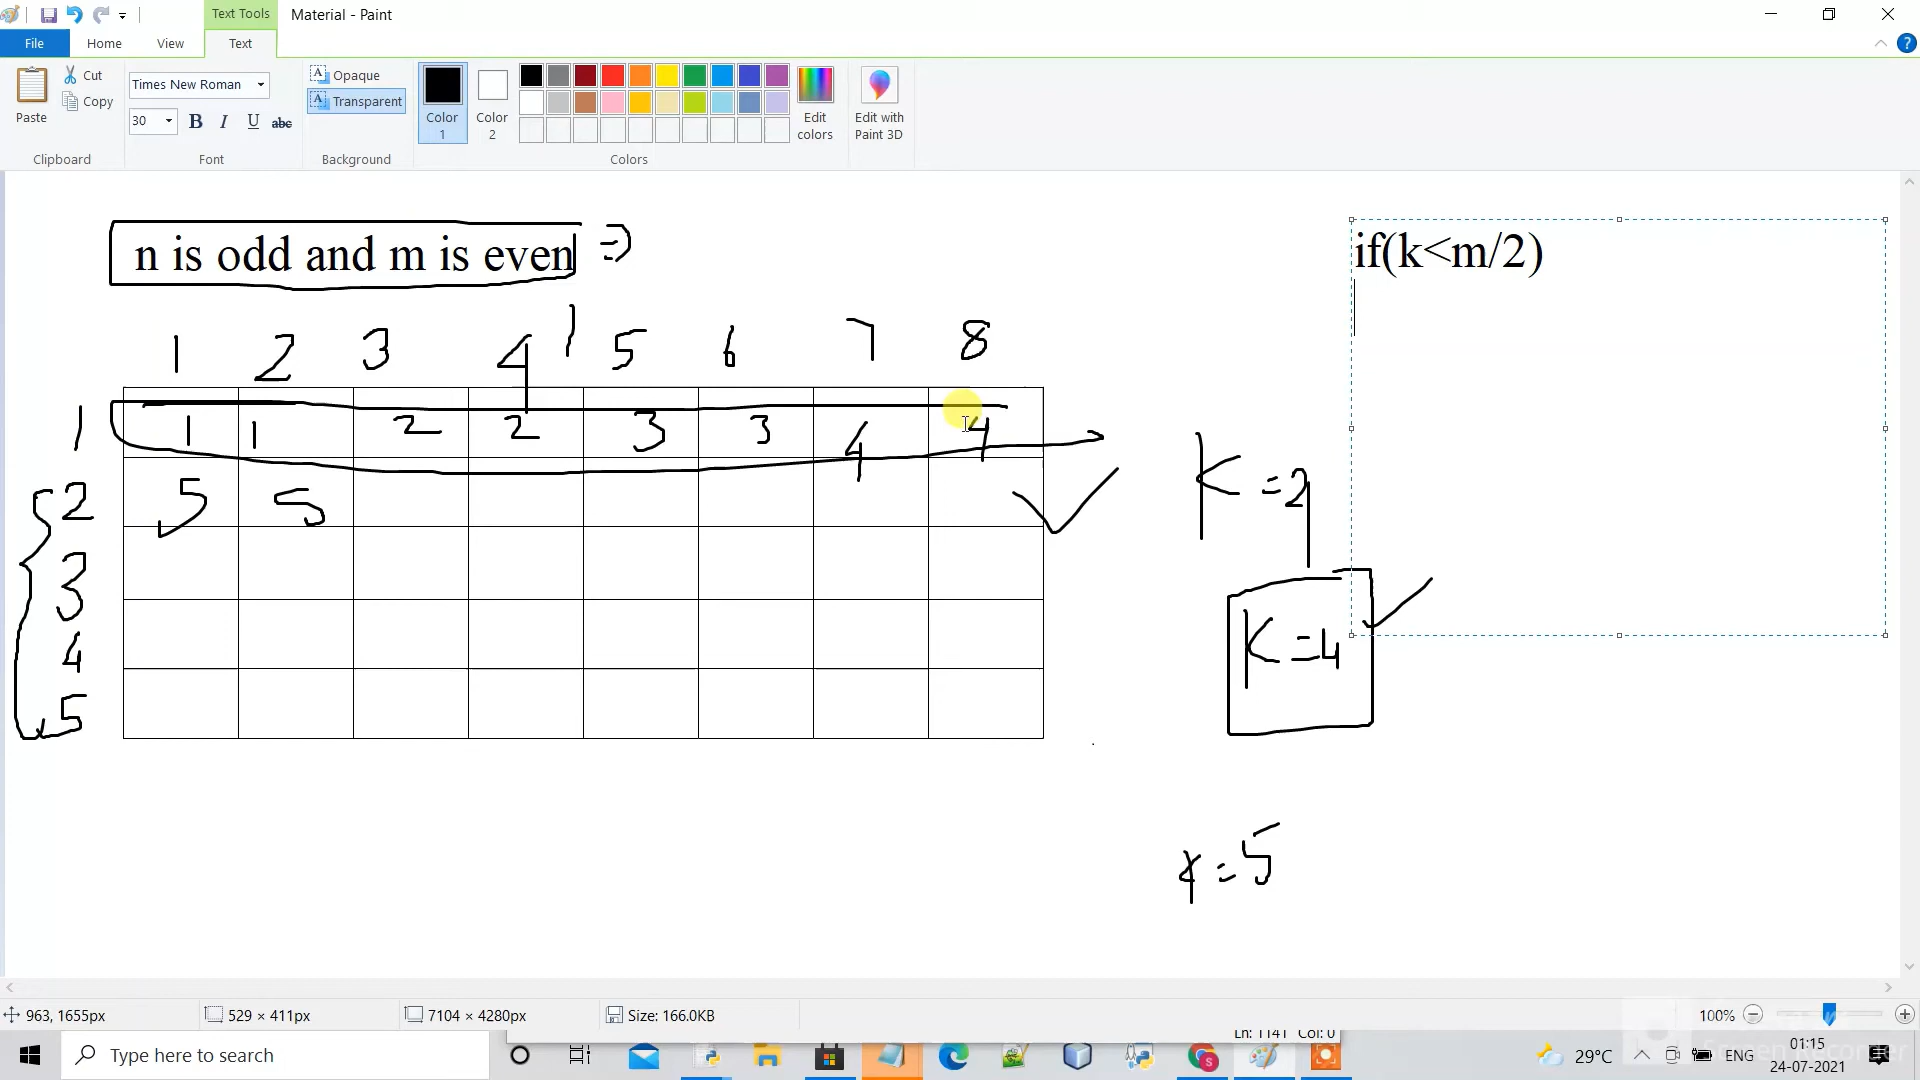 Text Tools
Material - Paint
File
Home
View
Text
Paste
Cut
Copy
Clipboard
Times New Roman
30
B I U abc
Font
Opaque
Transparent
Background
Color 1
Color 2
Edit colors
Colors
Edit with Paint 3D
n is odd and m is even =>
if(k<m/2)
1 2 3 4 5 6 7 8
1 1 1 2 2 3 3 4 4
2 5 5
3
4
5
K = 2
K = 4
k = 5
963, 1655px
529 × 411px
7104 × 4280px
Size: 166.0KB
100%
Ln: 1141 Col: 0
Type here to search
29°C
ENG
01:15
24-07-2021